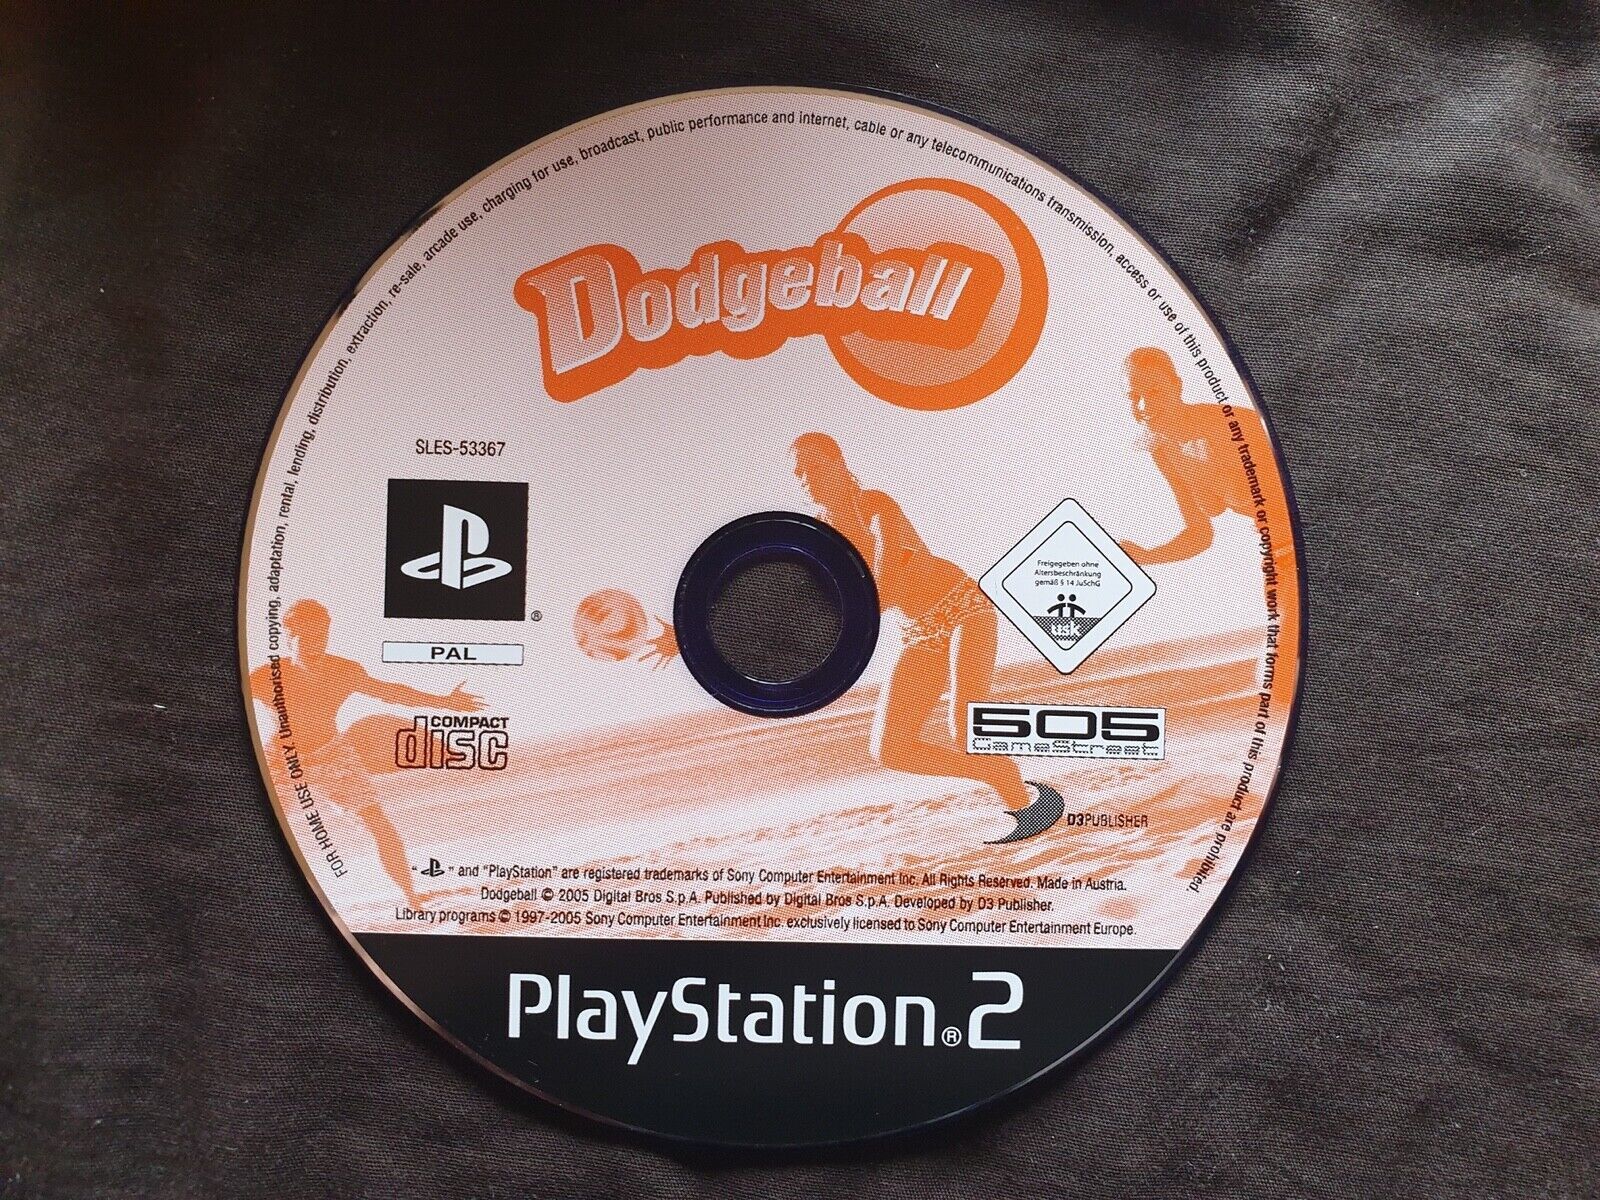 FOR HOME USE ONLY. Unauthorised copying, adaptation, rental, lending, distribution, extraction, re-sale, arcade use, charging for use, broadcast, public performance and internet, cable or any telecommunications transmission, access or use of this product or any trademark or copyright work that forms part of this product are prohibited.
Dodgeball
SLES-53367
®
PAL
COMPACT
disc
Freigegeben ohne
Altersbeschränkung
gemäß § 14 JuSchG
usk
505
GameStreet
D3PUBLISHER
" " and "PlayStation" are registered trademarks of Sony Computer Entertainment Inc. All Rights Reserved. Made in Austria.
Dodgeball © 2005 Digital Bros S.p.A. Published by Digital Bros S.p.A. Developed by D3 Publisher.
Library programs © 1997-2005 Sony Computer Entertainment Inc. exclusively licensed to Sony Computer Entertainment Europe.
PlayStation®2